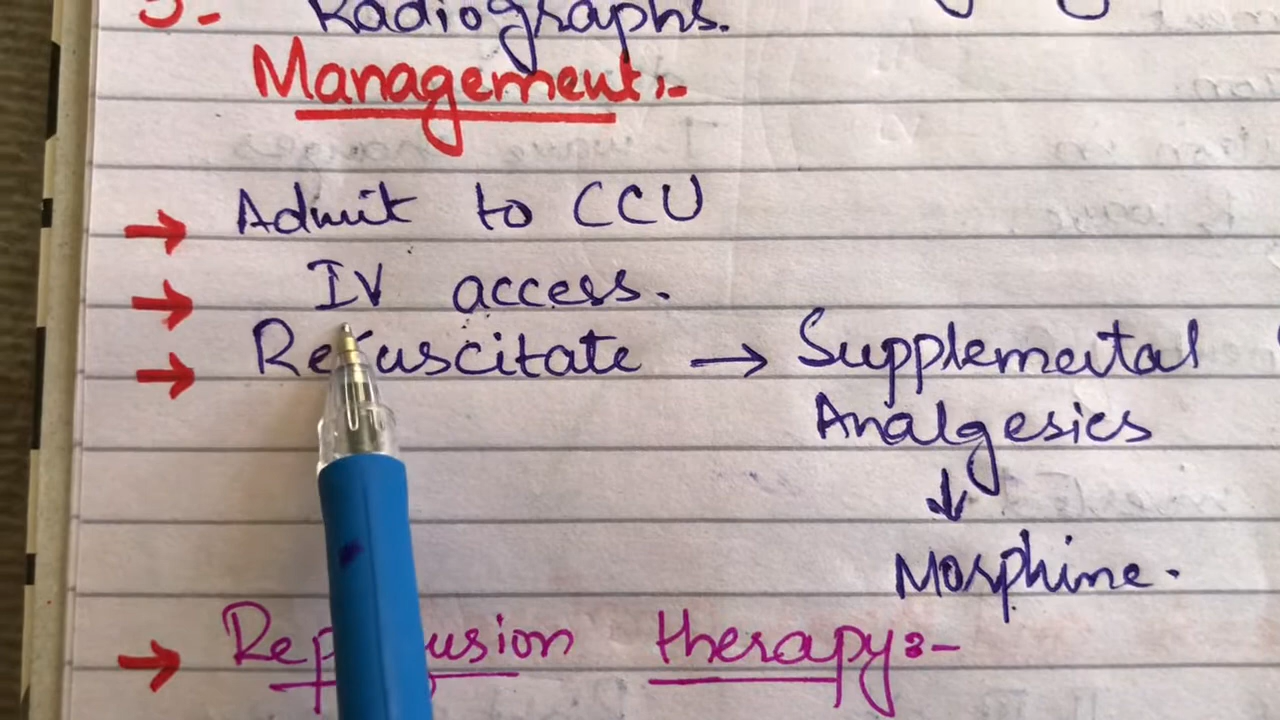 Radiographs.
Management:-
→ Admit to CCU
→ IV access.
→ Resuscitate → Supplemental
Analgesics
↓
Morphine.
→ therapy:-